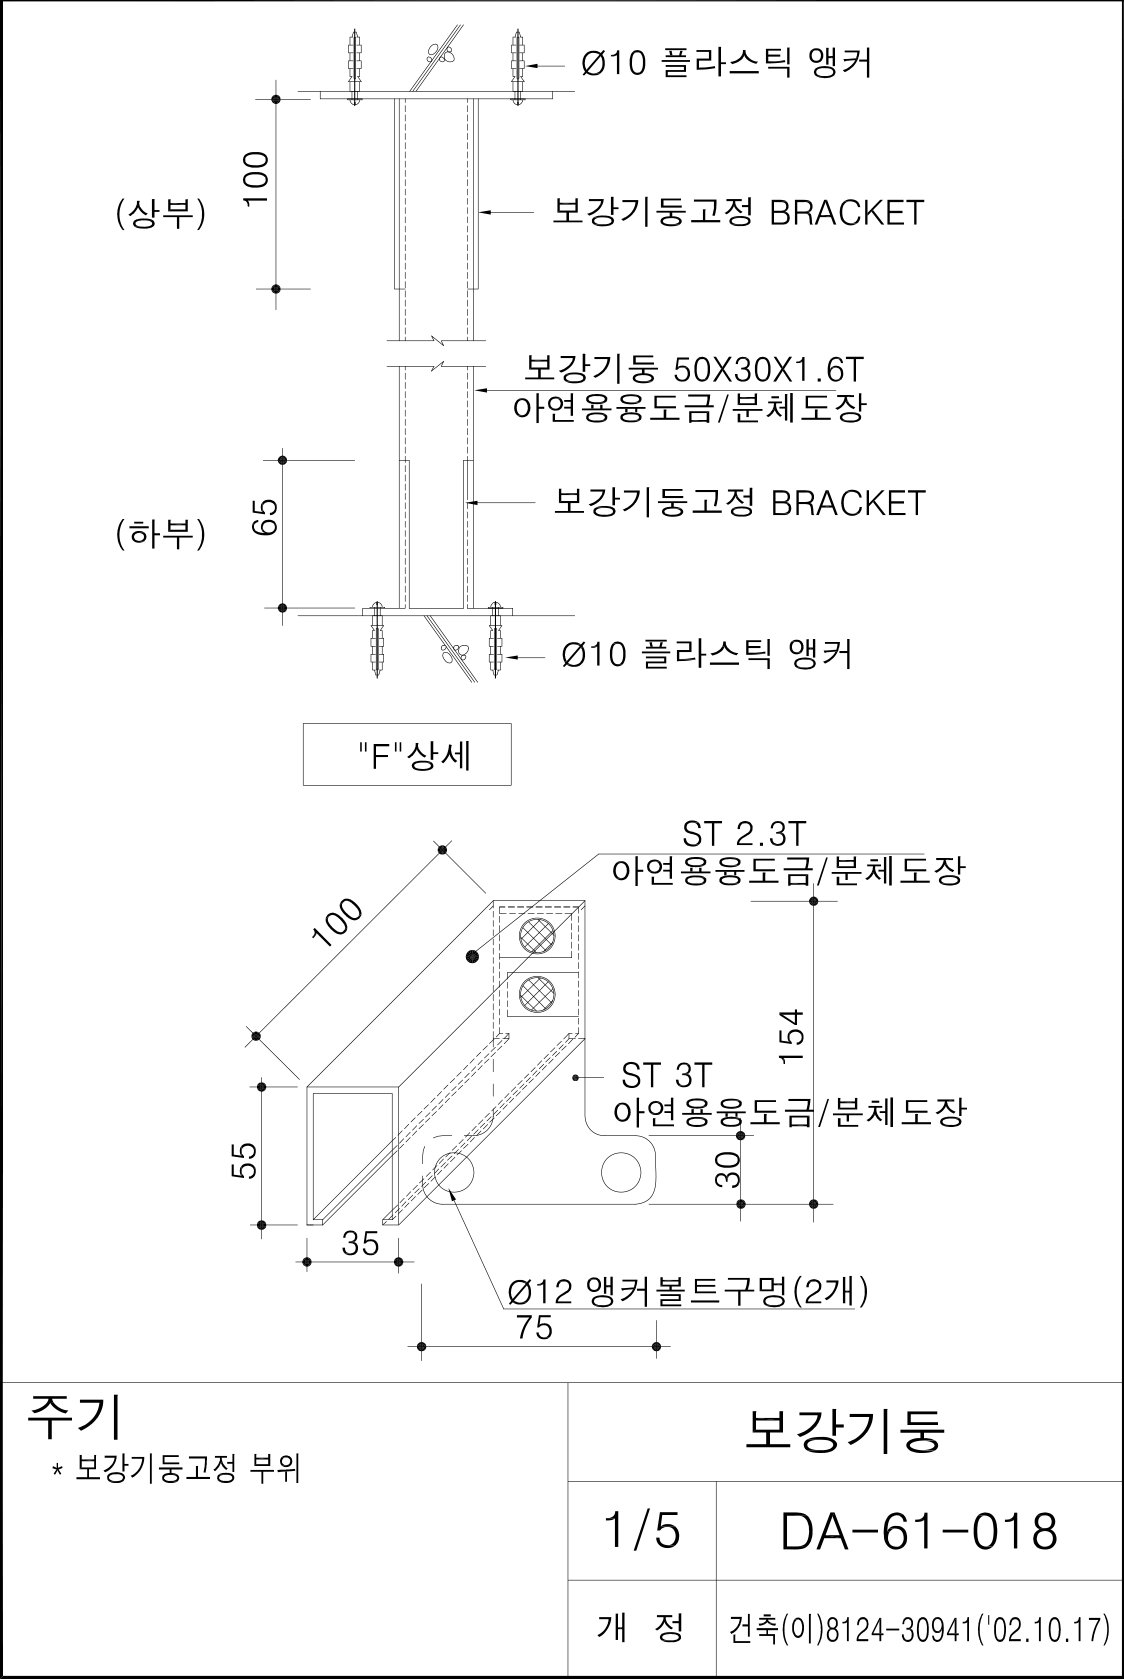 Ø10 플라스틱 앵커
100
(상부)
보강기둥고정 BRACKET
보강기둥 50X30X1.6T
아연용융도금/분체도장
65
(하부)
보강기둥고정 BRACKET
Ø10 플라스틱 앵커
"F"상세
ST 2.3T
아연용융도금/분체도장
100
154
ST 3T
아연용융도금/분체도장
55
30
35
Ø12 앵커볼트구멍(2개)
75
주기
* 보강기둥고정 부위
보강기둥
1/5
DA-61-018
개 정
건축(이)8124-30941('02.10.17)